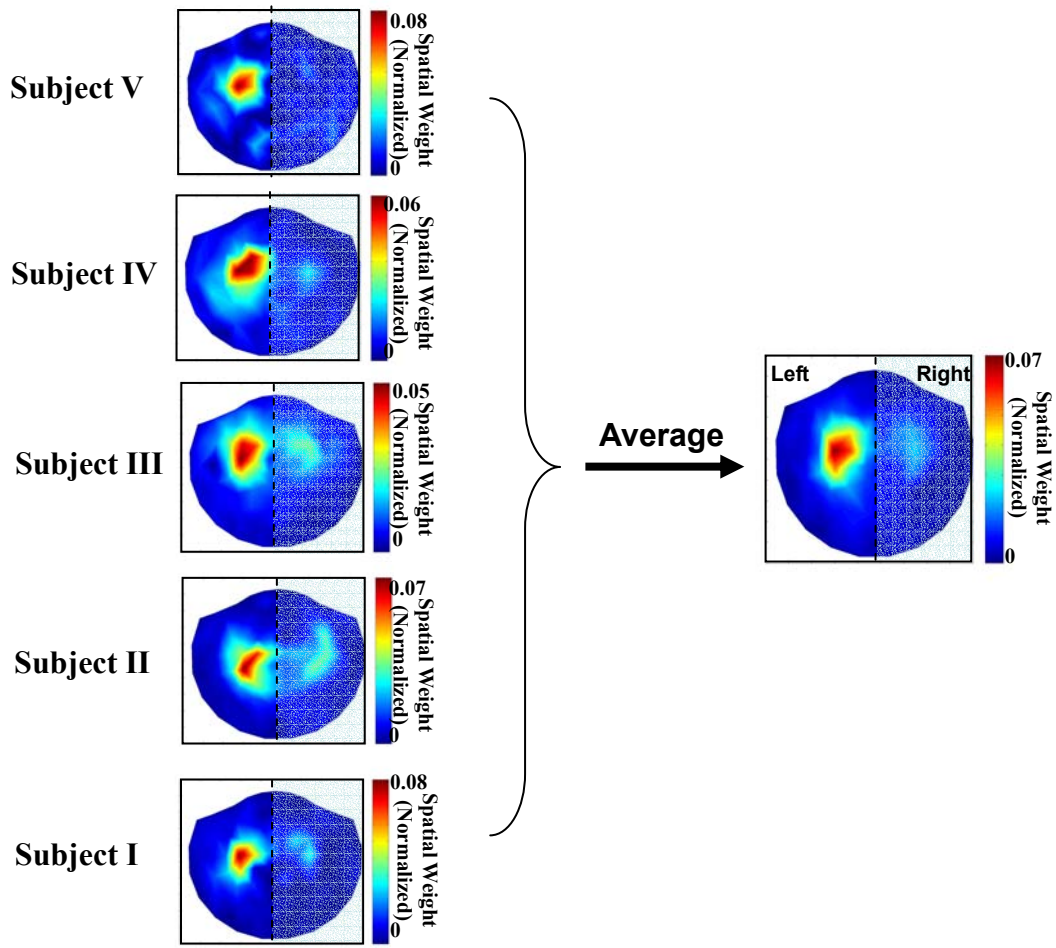 Subject V
0.08
Spatial Weight
(Normalized)
0
Subject IV
0.06
Spatial Weight
(Normalized)
0
Subject III
0.05
Spatial Weight
(Normalized)
0
Subject II
0.07
Spatial Weight
(Normalized)
0
Subject I
0.08
Spatial Weight
(Normalized)
0
Average
Left
Right
0.07
Spatial Weight
(Normalized)
0